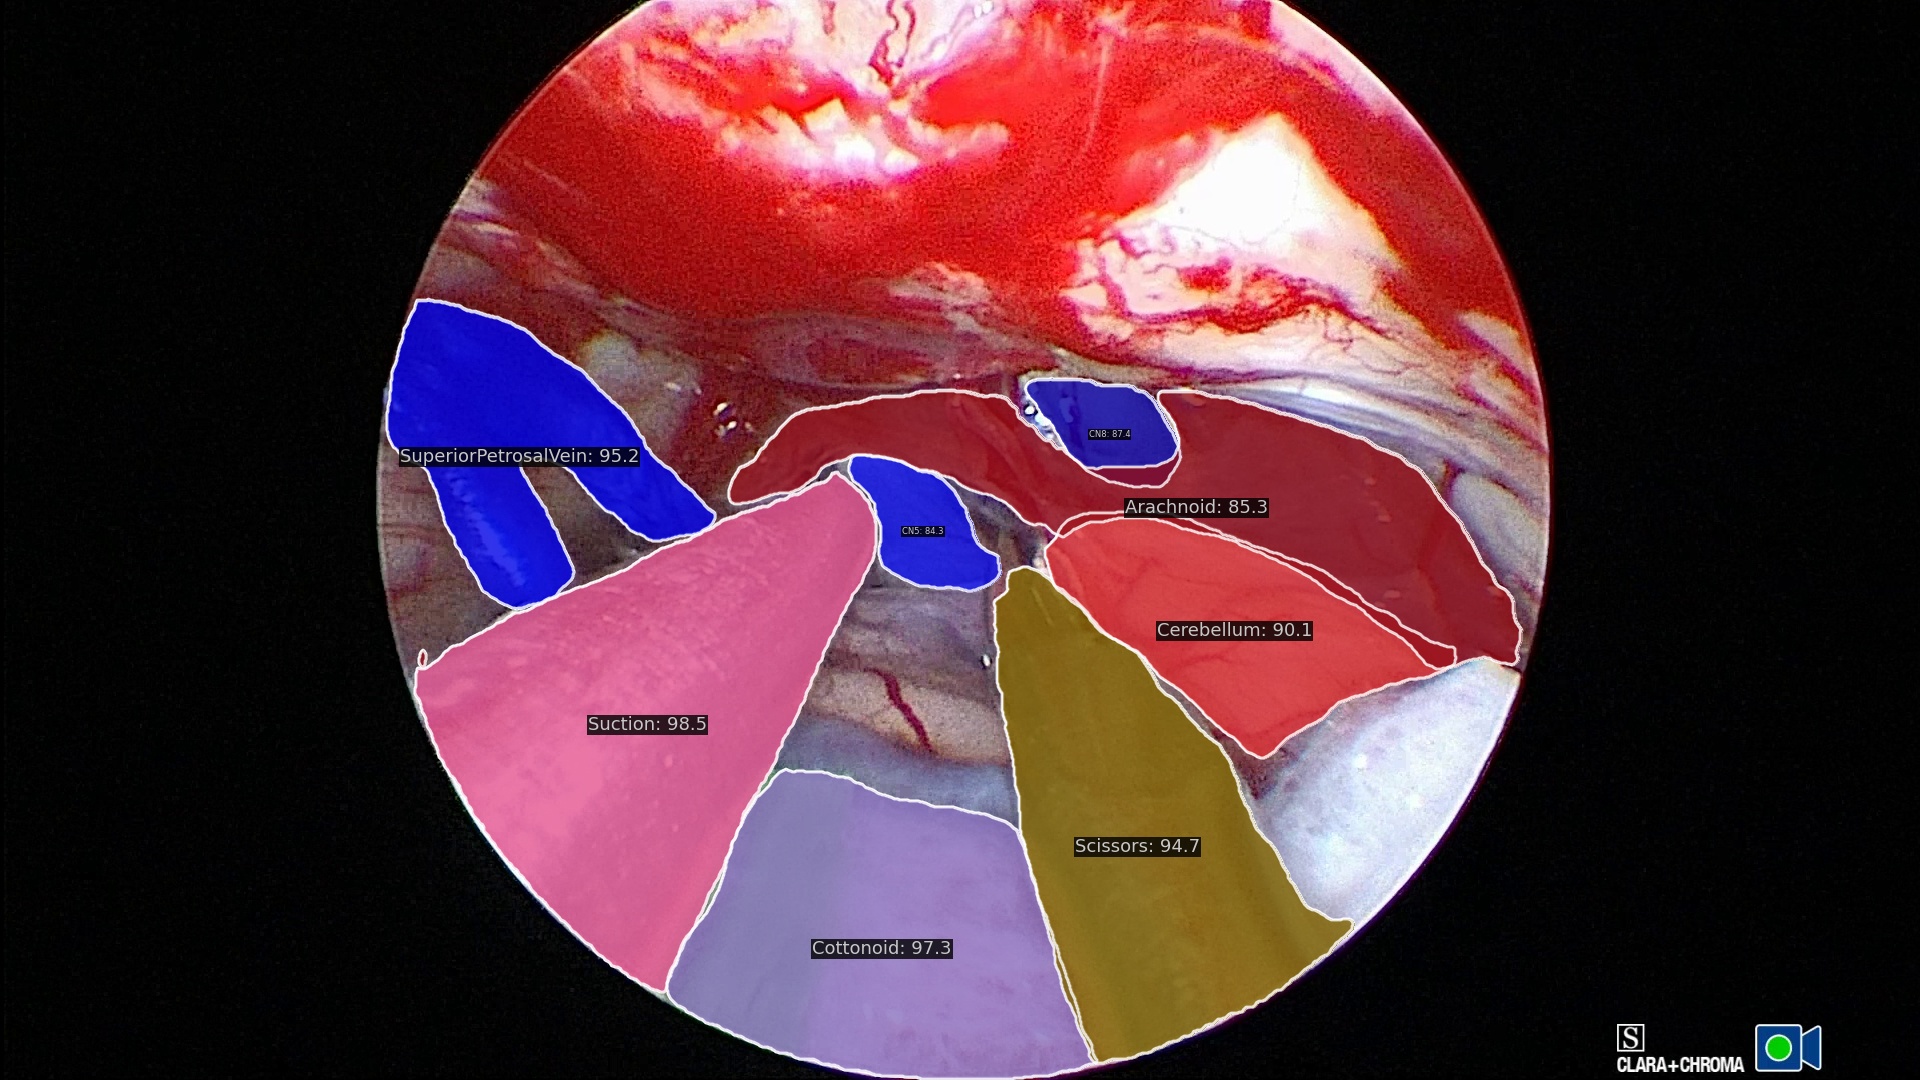 CN8: 87.4
SuperiorPetrosalVein: 95.2
Arachnoid: 85.3
CN5: 84.3
Cerebellum: 90.1
Suction: 98.5
Scissors: 94.7
Cottonoid: 97.3
S
CLARA+CHROMA